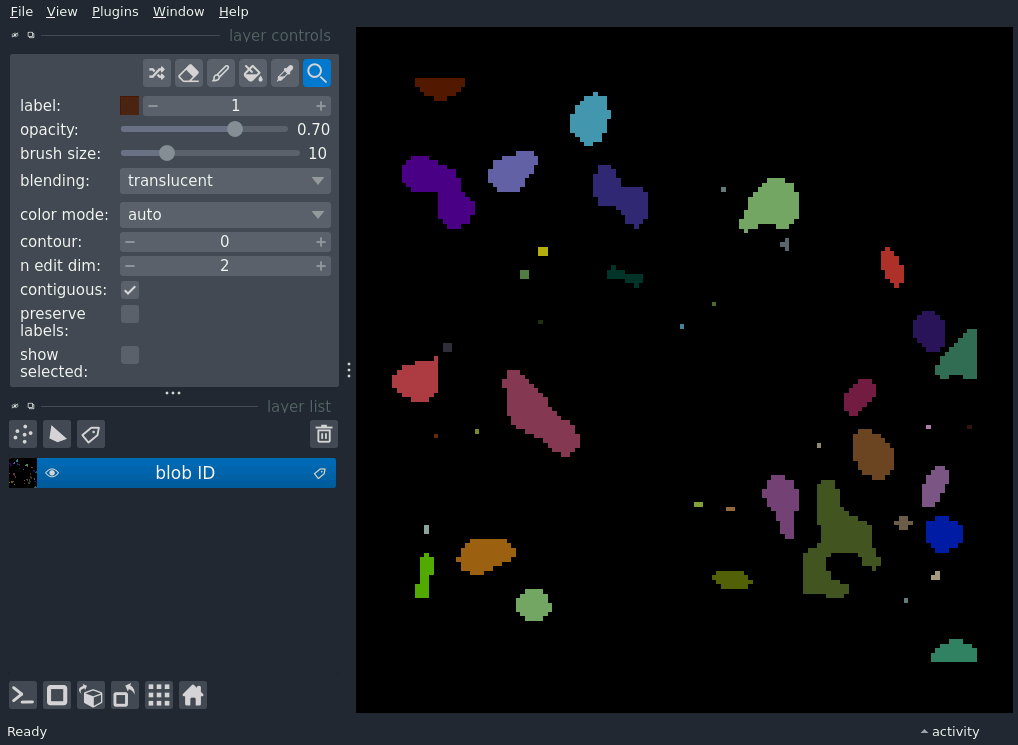 File View Plugins Window Help
layer controls
label: 1
opacity: 0.70
brush size: 10
blending: translucent
color mode: auto
contour: 0
n edit dim: 2
contiguous:
preserve
labels:
show
selected:
layer list
blob ID
Ready
activity